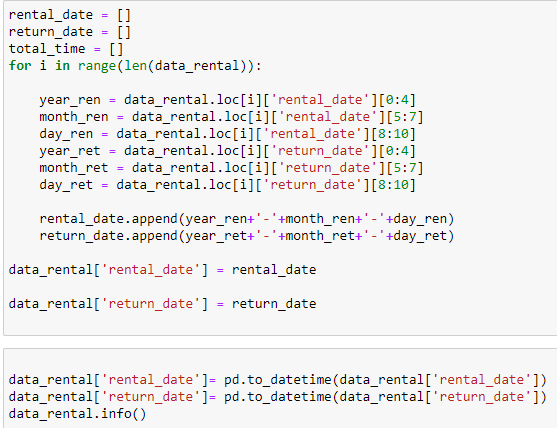 rental_date = []
return_date = []
total_time = []
for i in range(len(data_rental)):
year_ren = data_rental.loc[i]['rental_date'][0:4]
month_ren = data_rental.loc[i]['rental_date'][5:7]
day_ren = data_rental.loc[i]['rental_date'][8:10]
year_ret = data_rental.loc[i]['return_date'][0:4]
month_ret = data_rental.loc[i]['return_date'][5:7]
day_ret = data_rental.loc[i]['return_date'][8:10]
rental_date.append(year_ren+'-'+month_ren+'-'+day_ren)
return_date.append(year_ret+'-'+month_ret+'-'+day_ret)
data_rental['rental_date'] = rental_date
data_rental['return_date'] = return_date
data_rental['rental_date']= pd.to_datetime(data_rental['rental_date'])
data_rental['return_date']= pd.to_datetime(data_rental['return_date'])
data_rental.info()